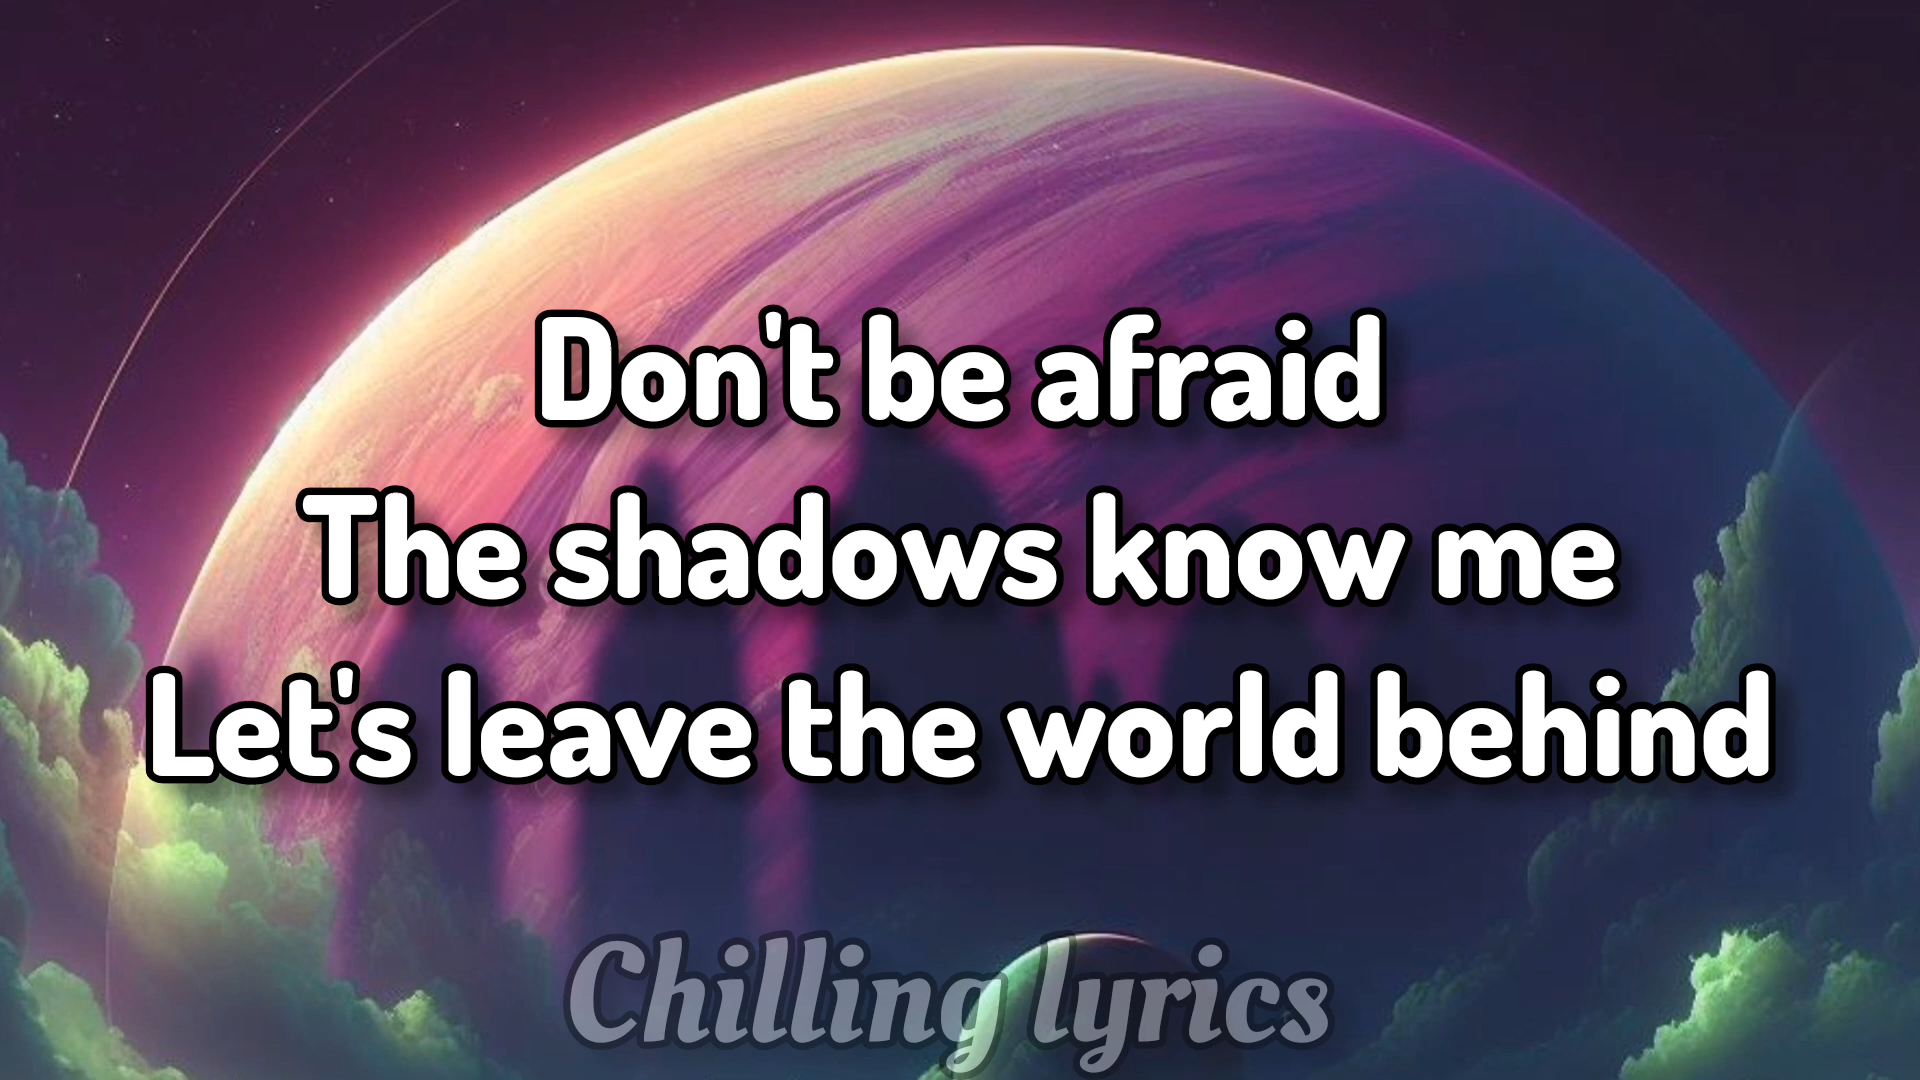 Don't be afraid
The shadows know me
Let's leave the world behind
Chilling lyrics